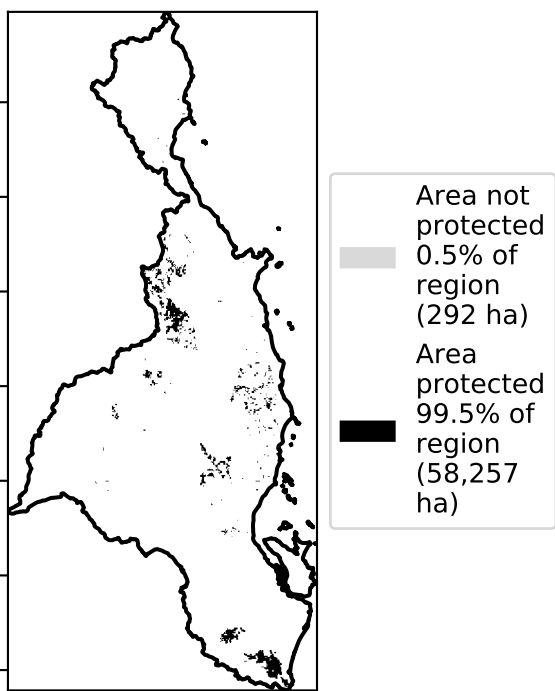 Area not
protected
0.5% of
region
(292 ha)
Area
protected
99.5% of
region
(58,257
ha)